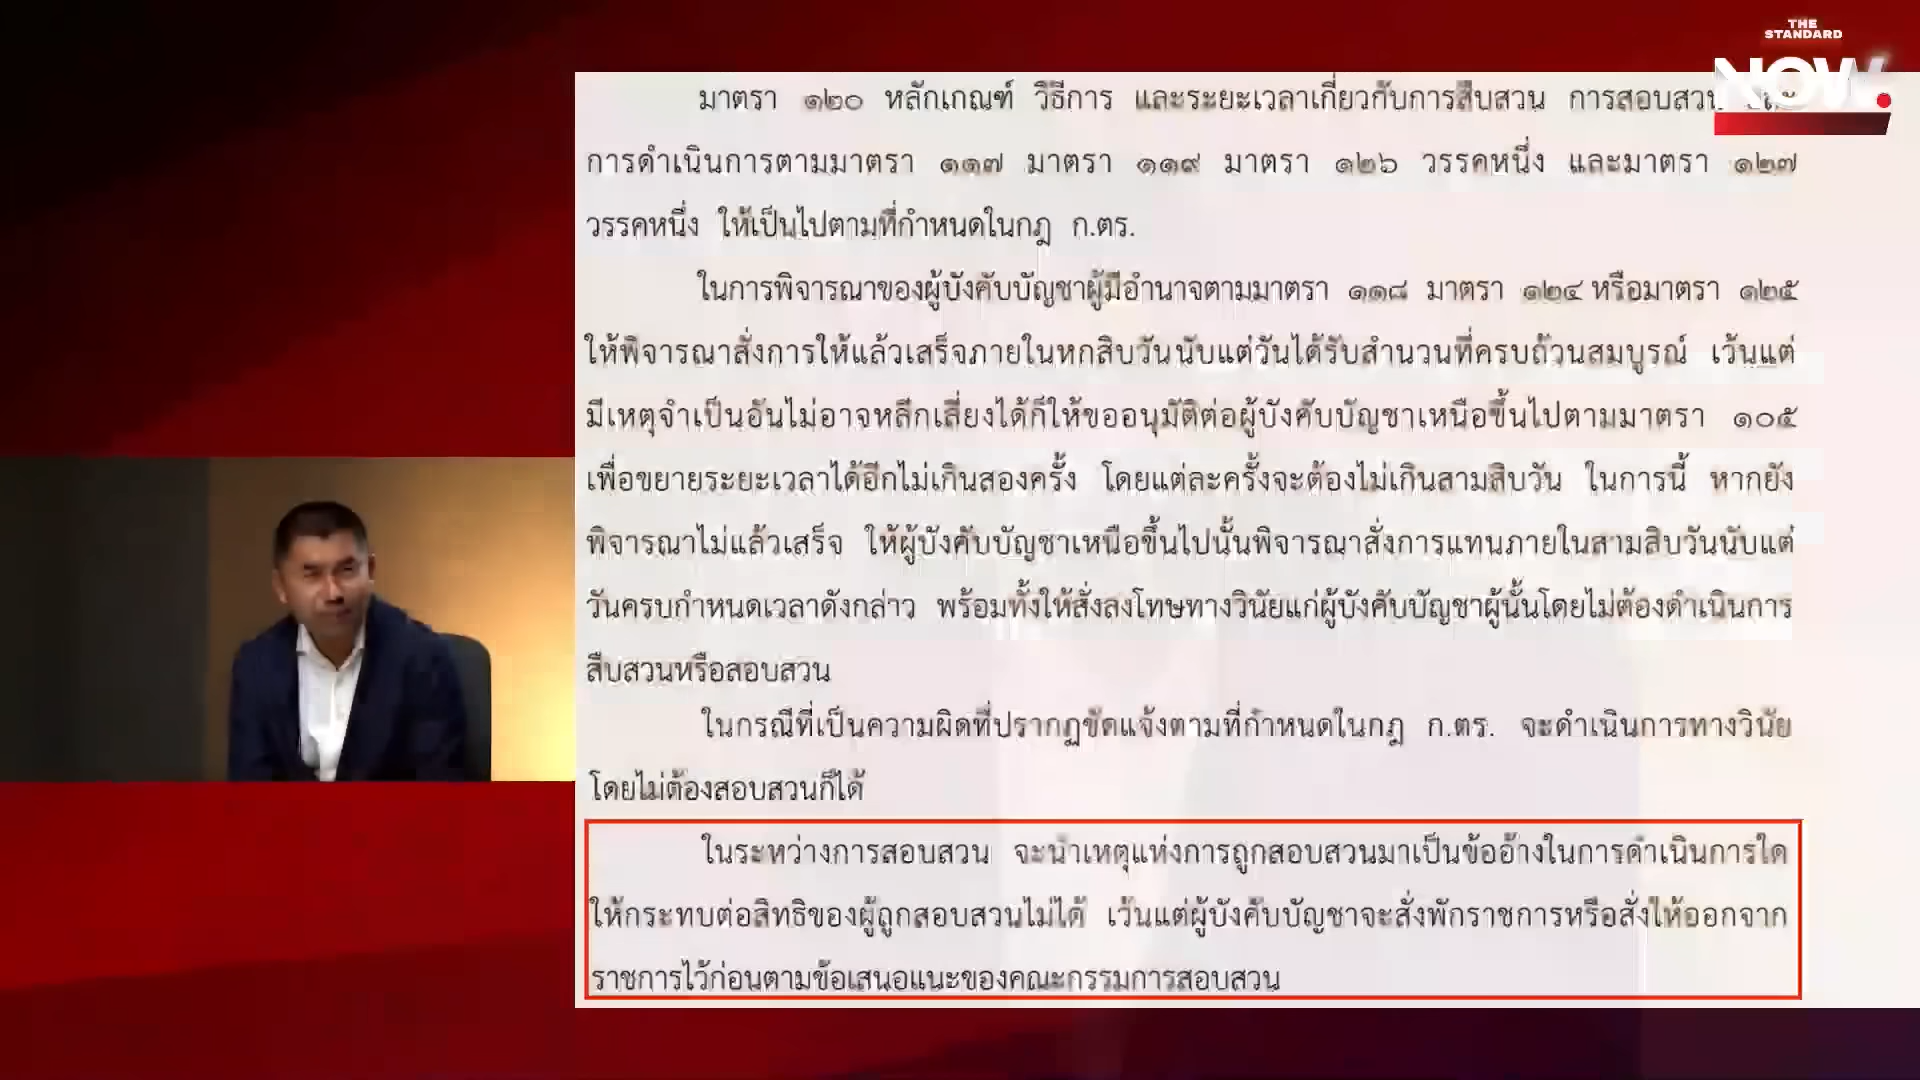 THE
STANDARD
NOW.
มาตรา ๑๒๐ หลักเกณฑ์ วิธีการ และระยะเวลาเกี่ยวกับการสืบสวน การสอบสวน
การดำเนินการตามมาตรา ๑๑๗ มาตรา ๑๑๙ มาตรา ๑๒๖ วรรคหนึ่ง และมาตรา ๑๒๗
วรรคหนึ่ง ให้เป็นไปตามที่กำหนดในกฎ ก.ตร.
ในการพิจารณาของผู้บังคับบัญชาผู้มีอำนาจตามมาตรา ๑๑๘ มาตรา ๑๒๔ หรือมาตรา ๑๒๕
ให้พิจารณาสั่งการให้แล้วเสร็จภายในหกสิบวันนับแต่วันได้รับสำนวนที่ครบถ้วนสมบูรณ์ เว้นแต่
มีเหตุจำเป็นอันไม่อาจหลีกเลี่ยงได้ก็ให้ขออนุมัติต่อผู้บังคับบัญชาเหนือขึ้นไปตามมาตรา ๑๐๕
เพื่อขยายระยะเวลาได้อีกไม่เกินสองครั้ง โดยแต่ละครั้งจะต้องไม่เกินสามสิบวัน ในการนี้ หากยัง
พิจารณาไม่แล้วเสร็จ ให้ผู้บังคับบัญชาเหนือขึ้นไปนั้นพิจารณาสั่งการแทนภายในสามสิบวันนับแต่
วันครบกำหนดเวลาดังกล่าว พร้อมทั้งให้สั่งลงโทษทางวินัยแก่ผู้บังคับบัญชาผู้นั้นโดยไม่ต้องดำเนินการ
สืบสวนหรือสอบสวน
ในกรณีที่เป็นความผิดที่ปรากฏชัดแจ้งตามที่กำหนดในกฎ ก.ตร. จะดำเนินการทางวินัย
โดยไม่ต้องสอบสวนก็ได้
ในระหว่างการสอบสวน จะนำเหตุแห่งการถูกสอบสวนมาเป็นข้ออ้างในการดำเนินการใด
ให้กระทบต่อสิทธิของผู้ถูกสอบสวนไม่ได้ เว้นแต่ผู้บังคับบัญชาจะสั่งพักราชการหรือสั่งให้ออกจาก
ราชการไว้ก่อนตามข้อเสนอแนะของคณะกรรมการสอบสวน